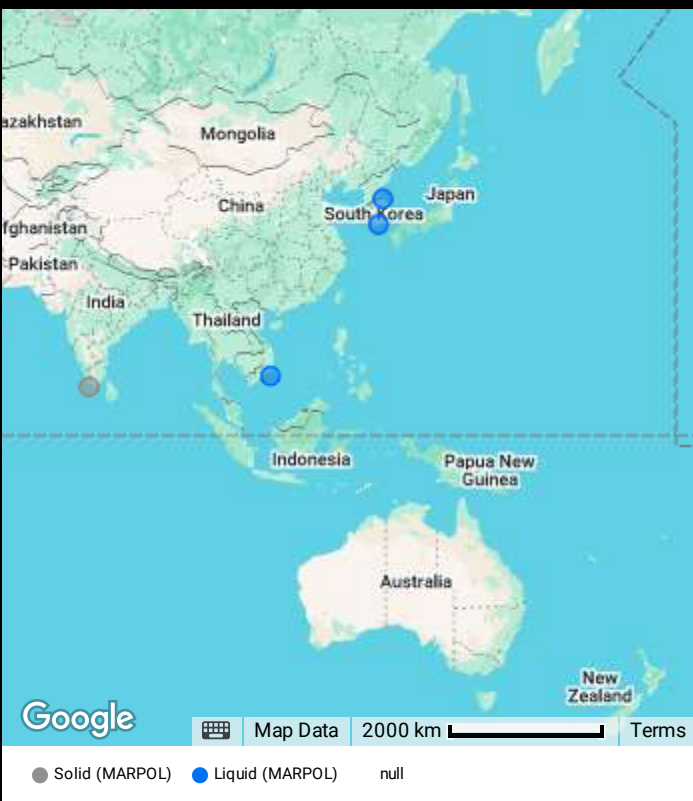 azakhstan
Mongolia
China
Japan
South Korea
fghanistan
Pakistan
India
Thailand
Indonesia
Papua New
Guinea
Australia
New
Zealand
Google
Map Data
2000 km
Terms
Solid (MARPOL)
Liquid (MARPOL)
null